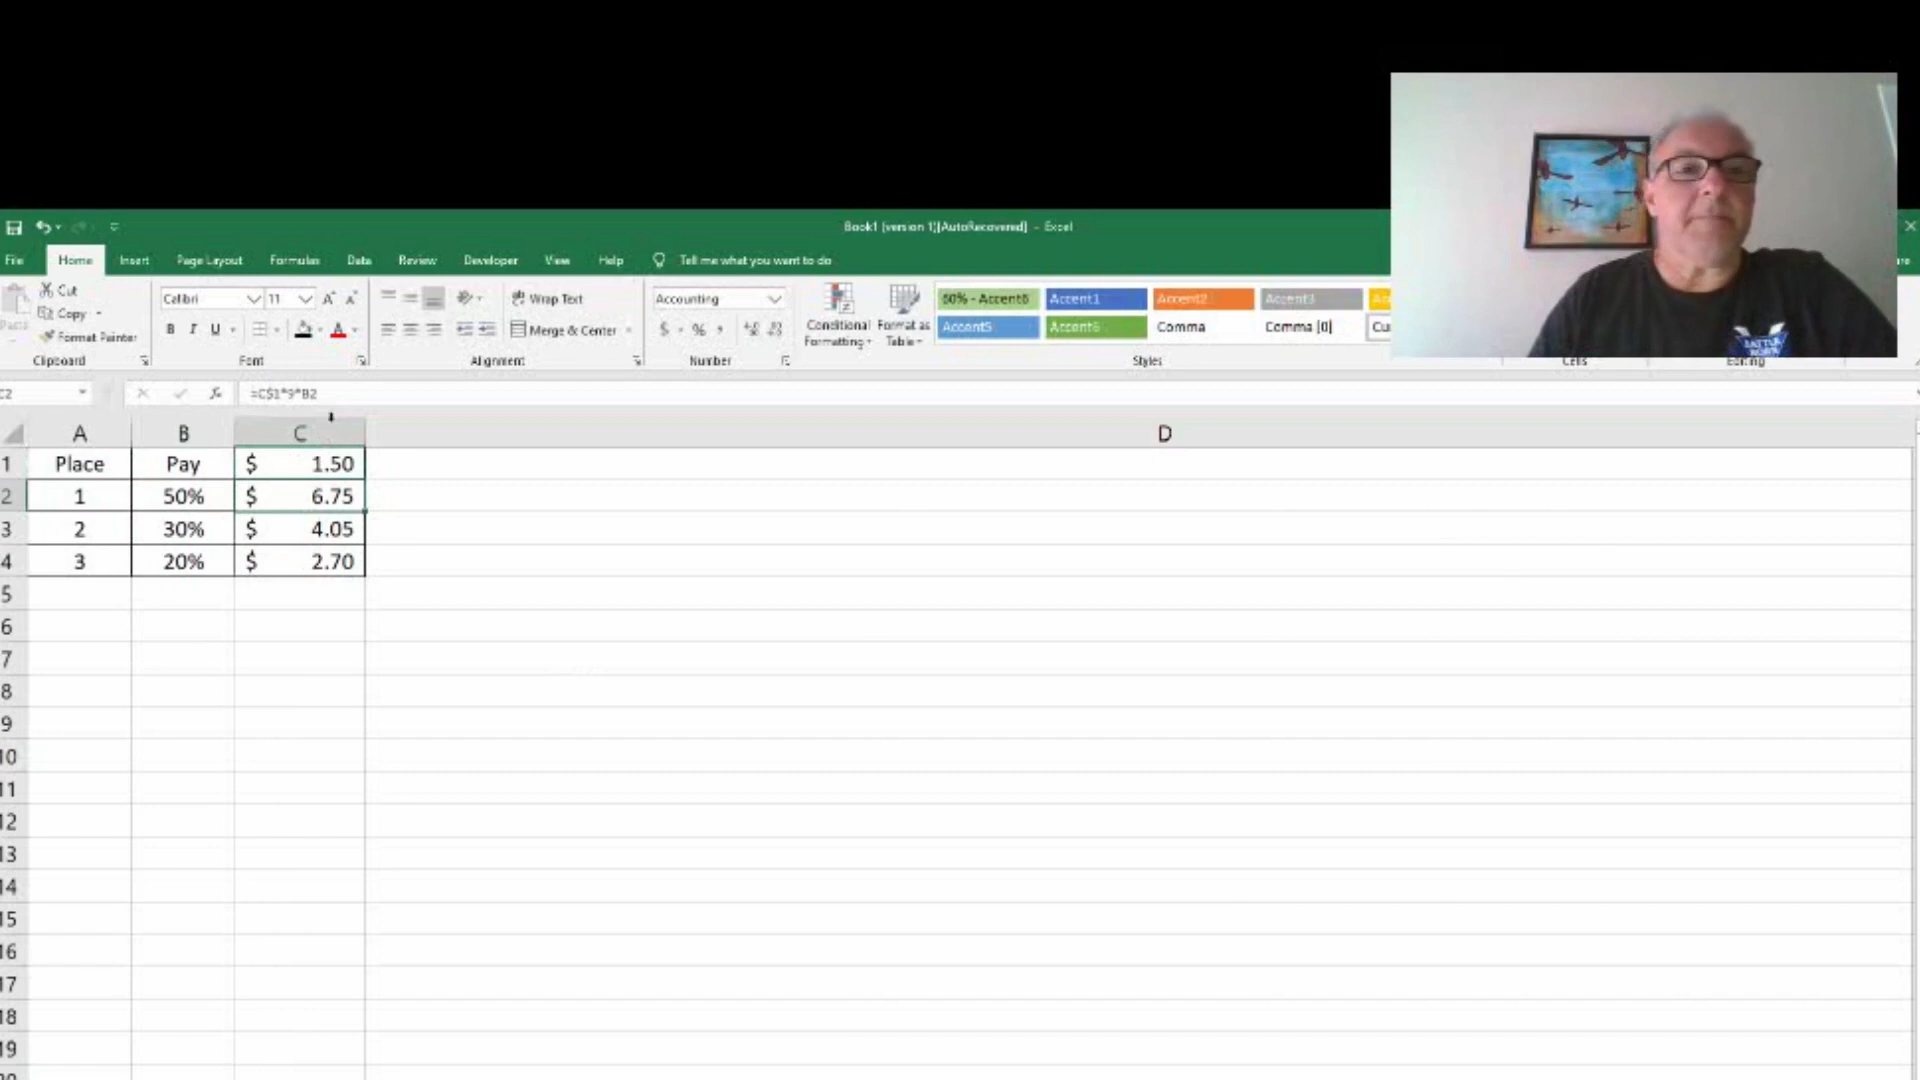 Book1 (version 1)[AutoRecovered] - Excel
File Home Insert Page Layout Formulas Data Review Developer View Help Tell me what you want to do
Cut
Copy
Format Painter
Clipboard
Calibri 11
B I U
Font
Wrap Text
Merge & Center
Alignment
Accounting
$ % ,
Number
Conditional Formatting
Format as Table
60% - Accent6 Accent1 Accent2 Accent3
Accent5 Accent6 Comma Comma [0]
Styles
Cells
Editing
BATTLE
C2 fx =C$1*9*B2
A B C D
1 Place Pay $ 1.50
2 1 50% $ 6.75
3 2 30% $ 4.05
4 3 20% $ 2.70
5
6
7
8
9
10
11
12
13
14
15
16
17
18
19